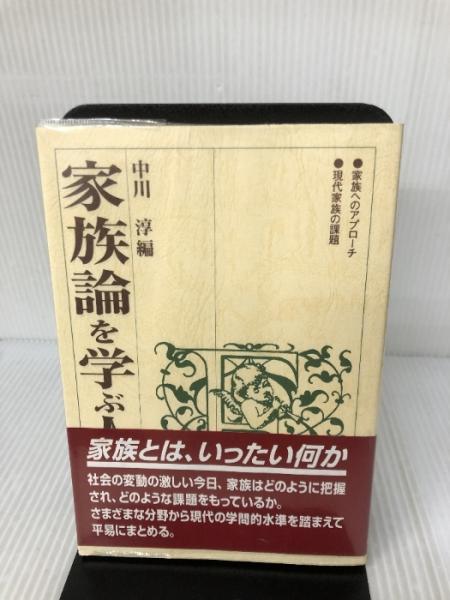 ●家族へのアプローチ
●現代家族の課題
中川 淳編
家族論を学ぶ
家族とは、いったい何か
社会の変動の激しい今日、家族はどのように把握
され、どのような課題をもっているか。
さまざまな分野から現代の学問的水準を踏まえて
平易にまとめる。